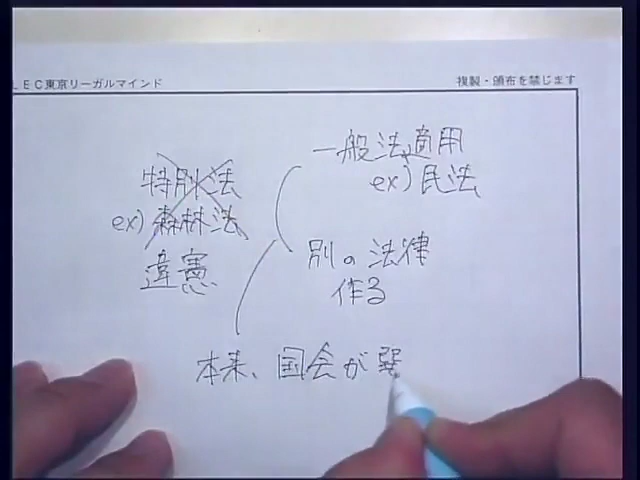 LEC東京リーガルマインド
複製・頒布を禁じます
特別法
ex) 森林法
違憲
一般法適用
ex) 民法
別の法律
作る
本来、国会が